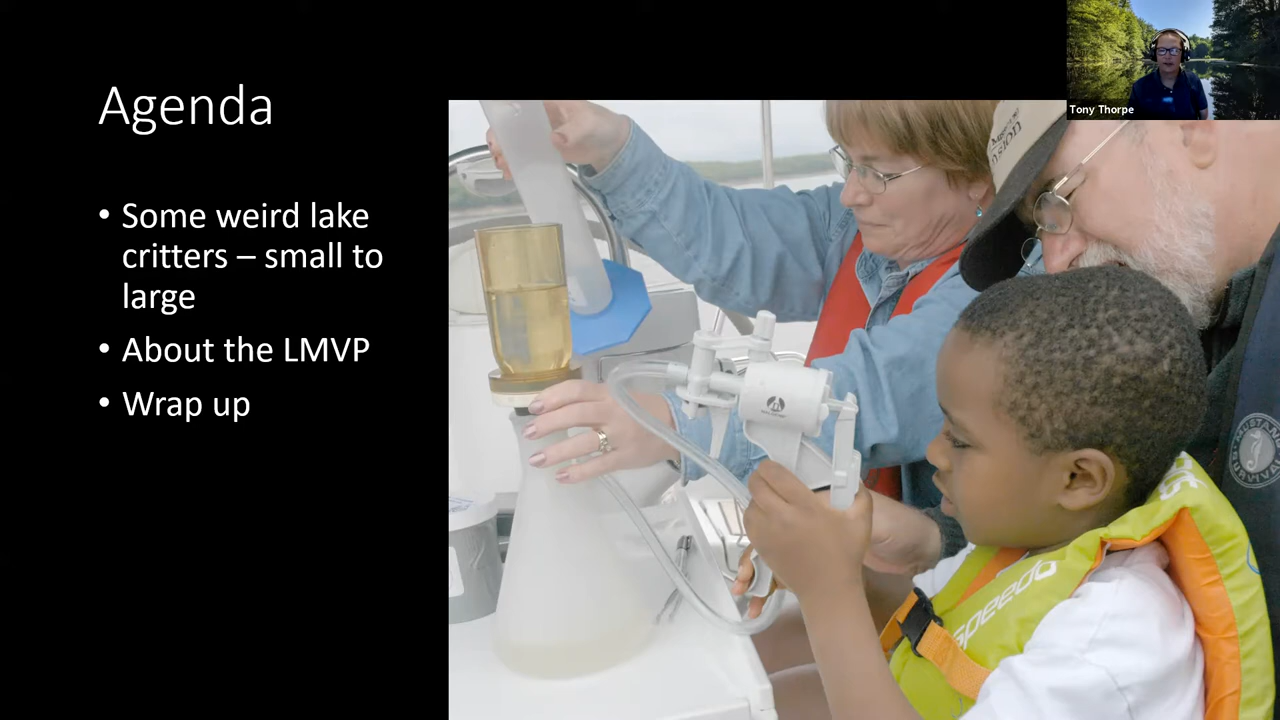 Agenda
Tony Thorpe
• Some weird lake
critters – small to
large
• About the LMVP
• Wrap up
speedo